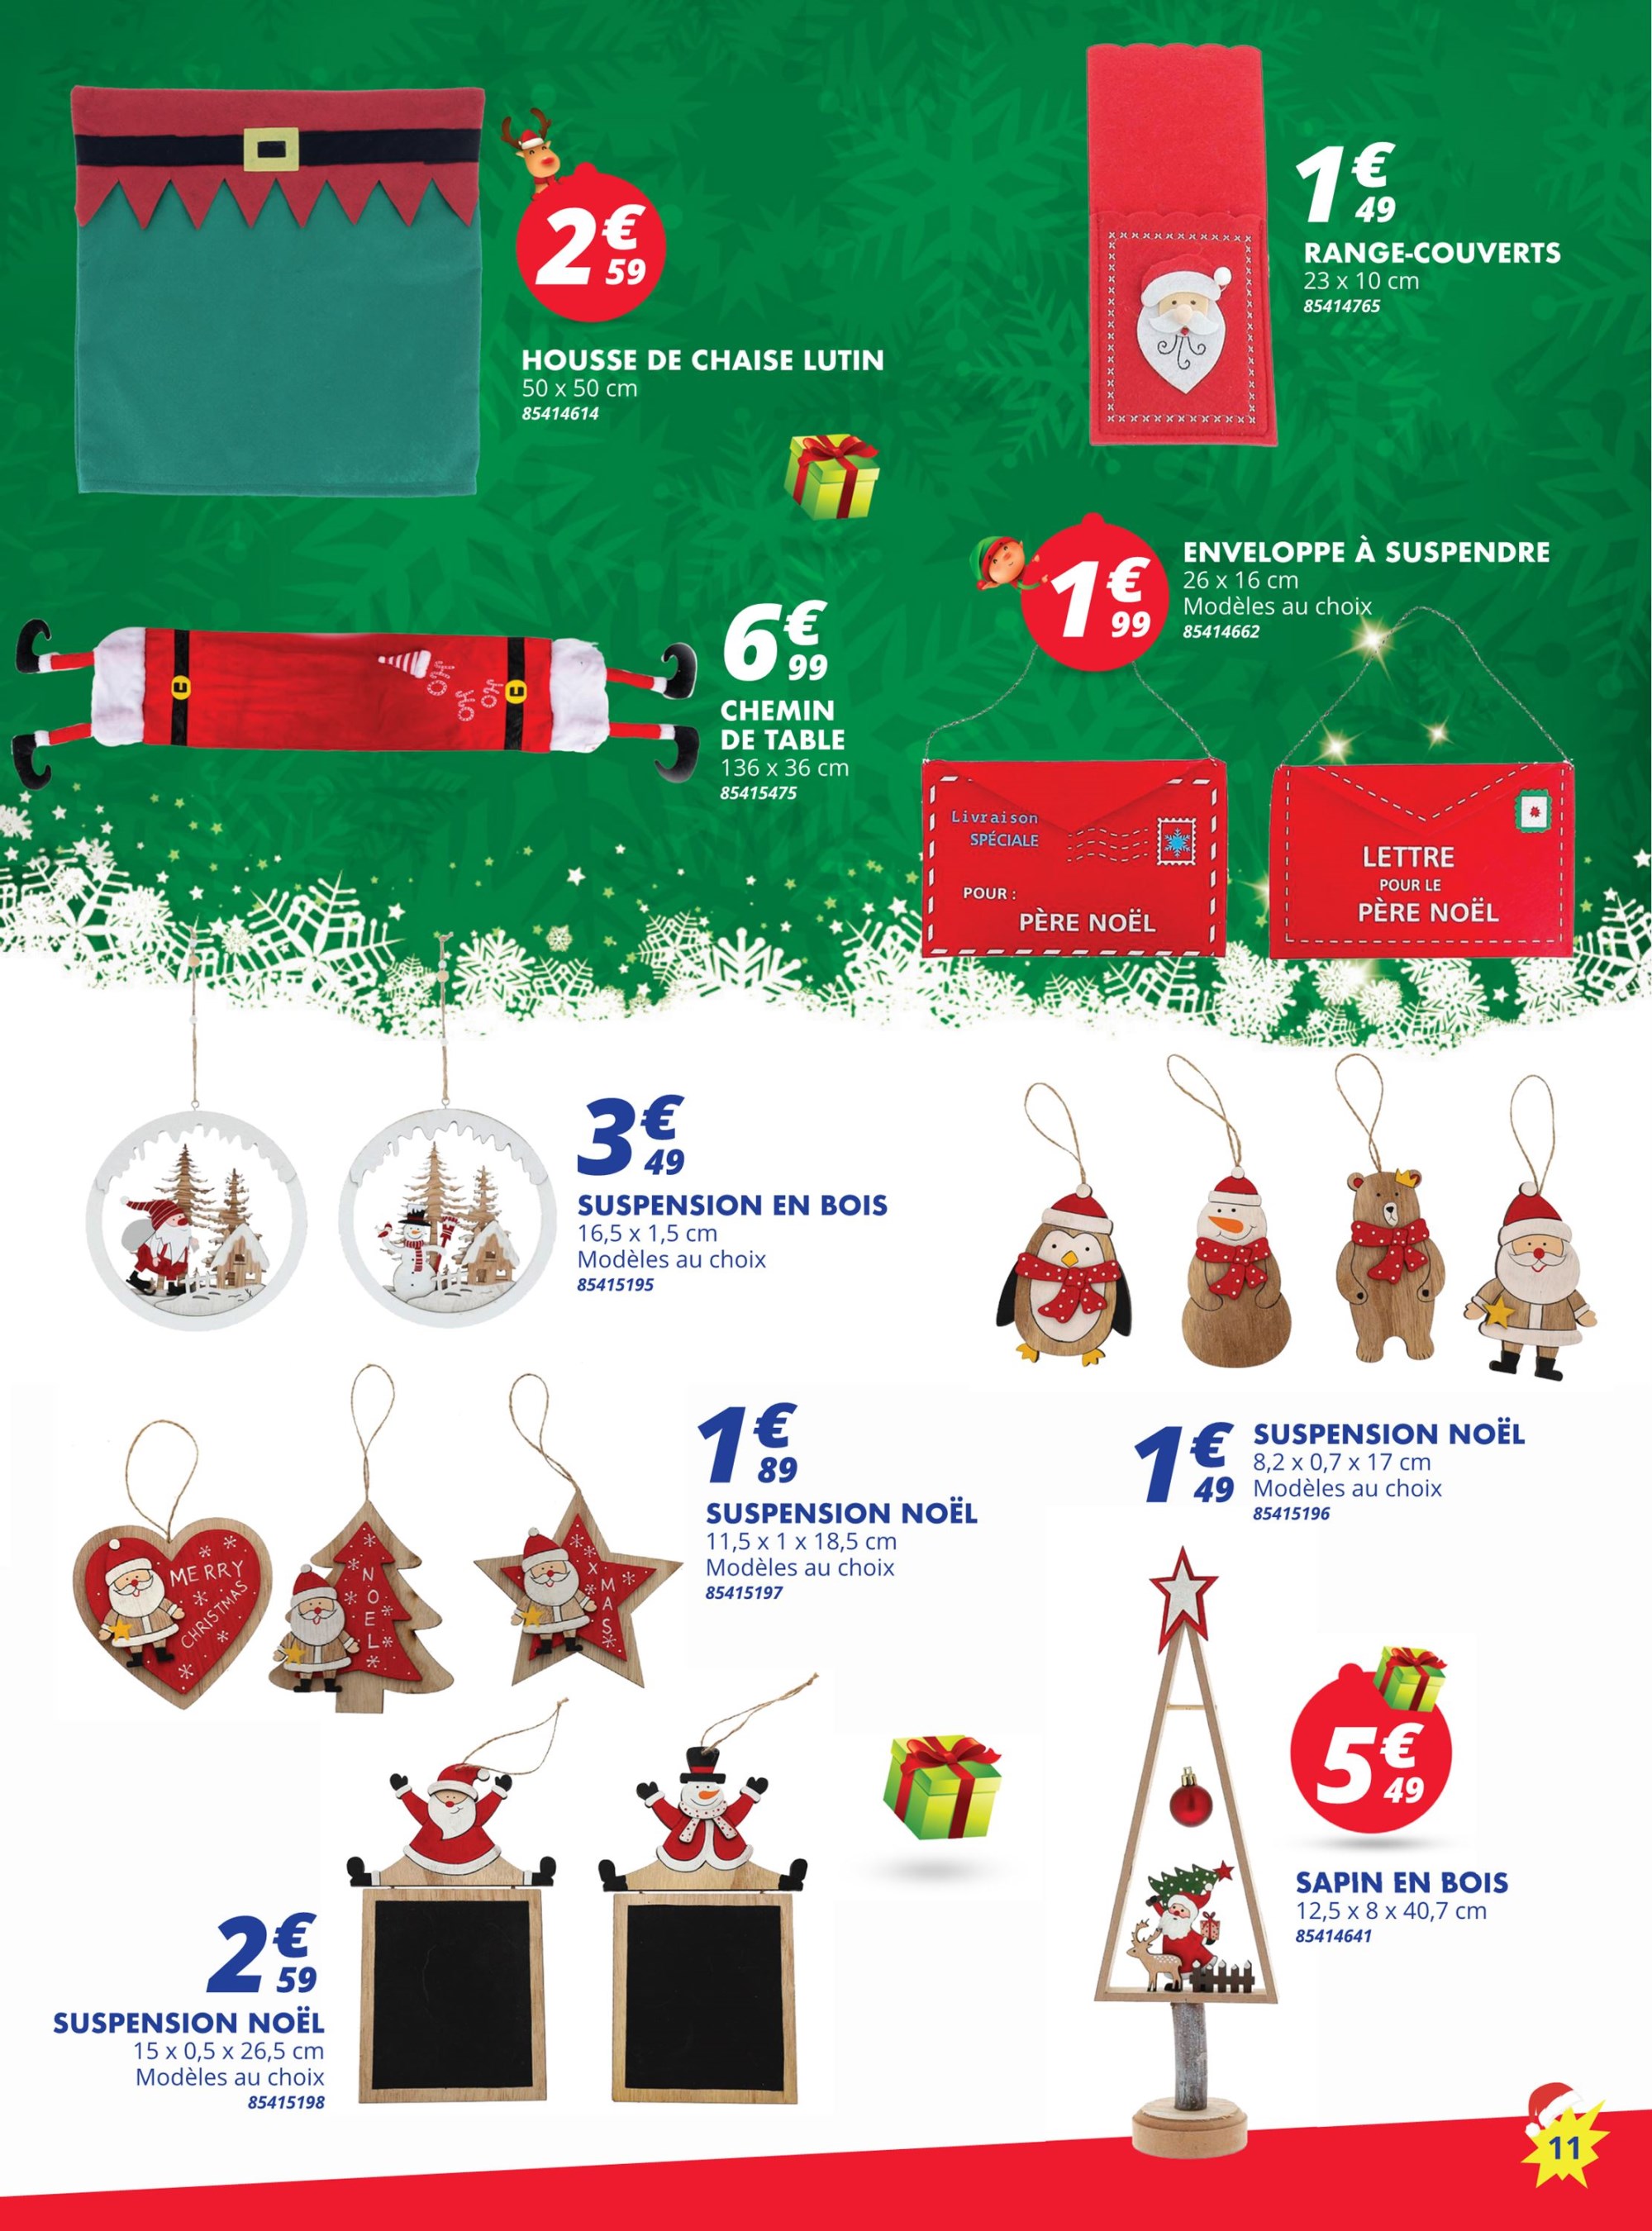 2€59
HOUSSE DE CHAISE LUTIN
50 x 50 cm
85414614
1€49
RANGE-COUVERTS
23 x 10 cm
85414765
6€99
CHEMIN
DE TABLE
136 x 36 cm
85415475
HO
HO
HO
1€99
ENVELOPPE À SUSPENDRE
26 x 16 cm
Modèles au choix
85414662
Livraison
SPÉCIALE
POUR :
PÈRE NOËL
LETTRE
POUR LE
PÈRE NOËL
3€49
SUSPENSION EN BOIS
16,5 x 1,5 cm
Modèles au choix
85415195
1€49
SUSPENSION NOËL
8,2 x 0,7 x 17 cm
Modèles au choix
85415196
1€89
SUSPENSION NOËL
11,5 x 1 x 18,5 cm
Modèles au choix
85415197
MERRY
CHRISTMAS
NOEL
XMAS
5€49
SAPIN EN BOIS
12,5 x 8 x 40,7 cm
85414641
2€59
SUSPENSION NOËL
15 x 0,5 x 26,5 cm
Modèles au choix
85415198
11